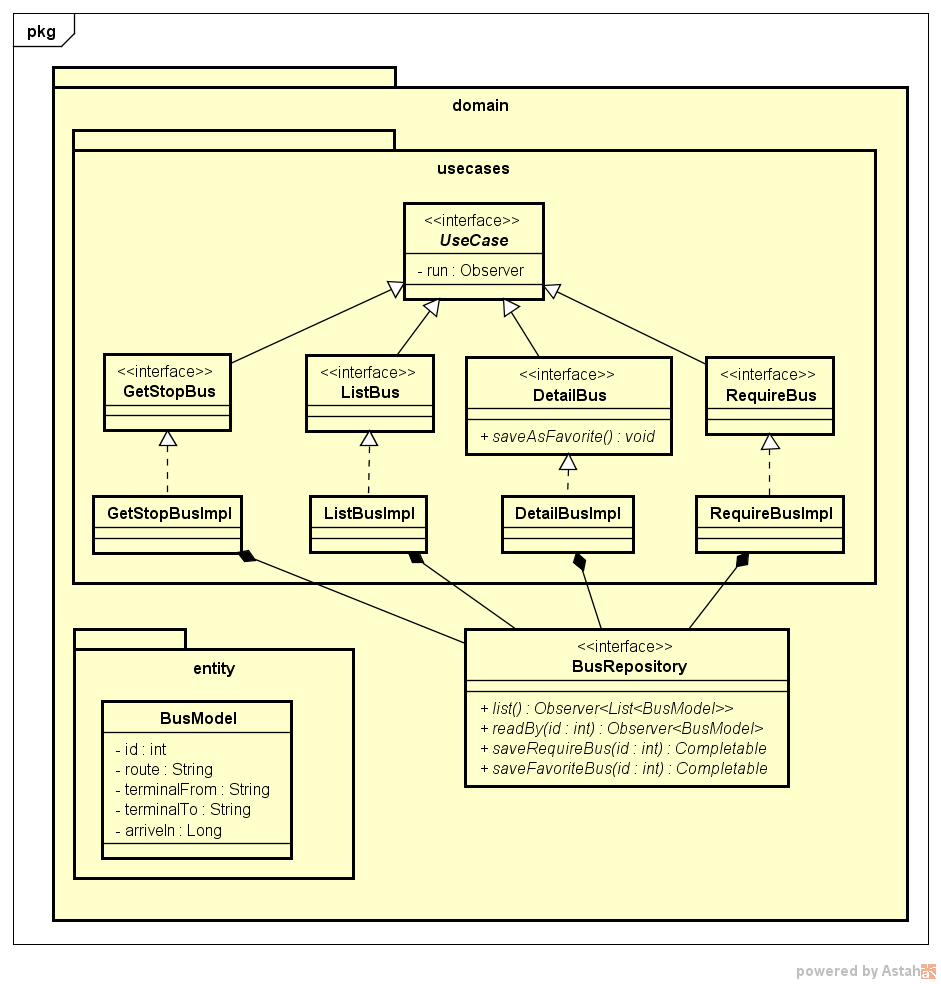 pkg
domain
usecases
<<interface>>
UseCase
- run : Observer
<<interface>>
GetStopBus
<<interface>>
ListBus
<<interface>>
DetailBus
+ saveAsFavorite() : void
<<interface>>
RequireBus
GetStopBusImpl
ListBusImpl
DetailBusImpl
RequireBusImpl
<<interface>>
BusRepository
+ list() : Observer<List<BusModel>>
+ readBy(id : int) : Observer<BusModel>
+ saveRequireBus(id : int) : Completable
+ saveFavoriteBus(id : int) : Completable
entity
BusModel
- id : int
- route : String
- terminalFrom : String
- terminalTo : String
- arriveIn : Long
powered by Astah